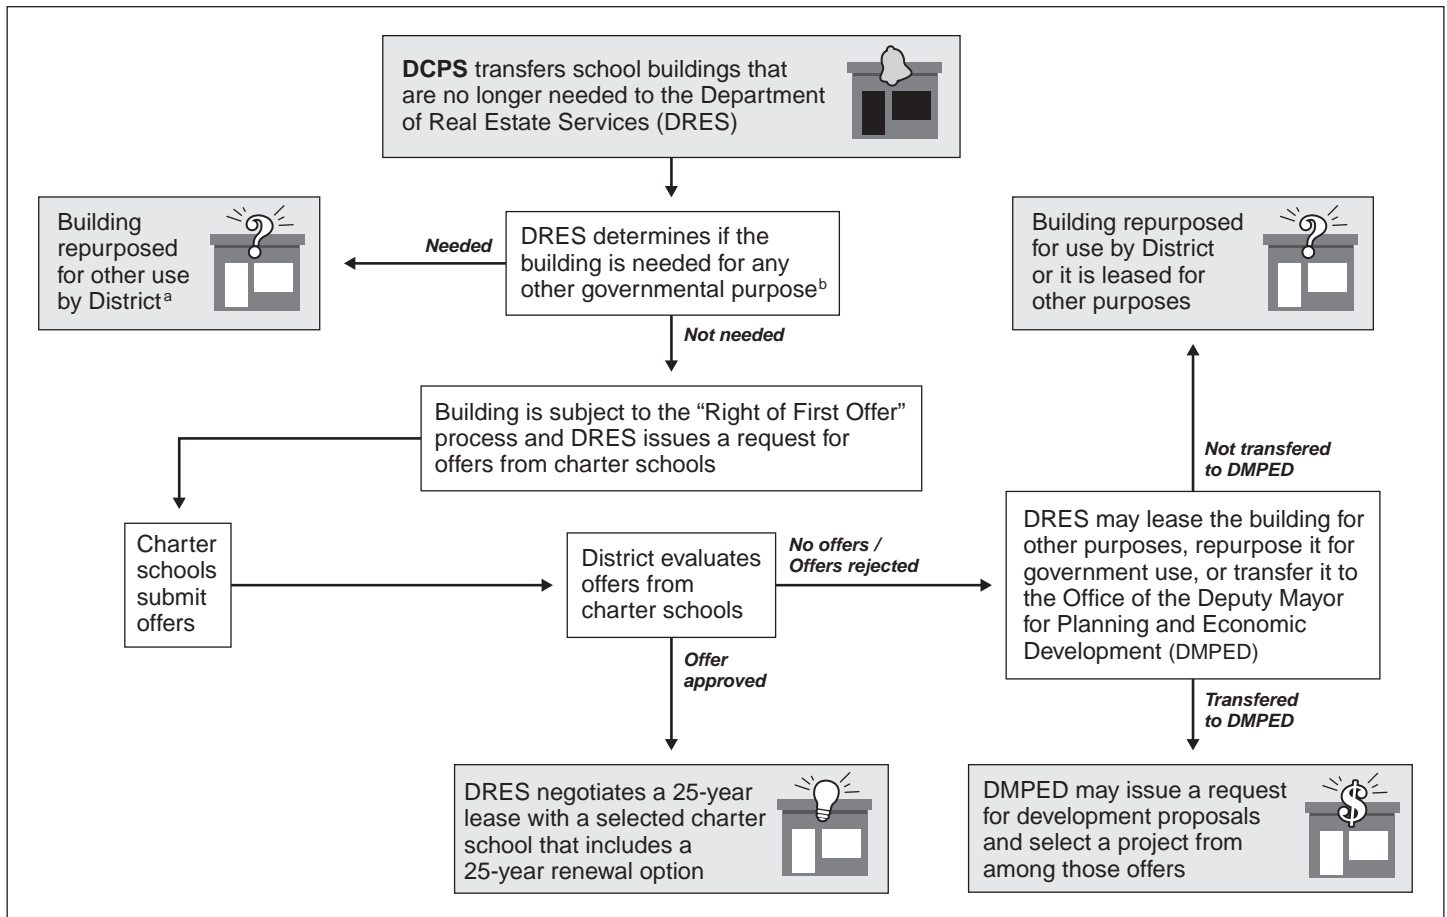 DCPS transfers school buildings that
are no longer needed to the Department
of Real Estate Services (DRES)
Building
repurposed
for other use
by District a
Needed
DRES determines if the
building is needed for any
other governmental purpose b
Building repurposed
for use by District
or it is leased for
other purposes
Not needed
Building is subject to the “Right of First Offer”
process and DRES issues a request for
offers from charter schools
Not transfered
to DMPED
Charter
schools
submit
offers
District evaluates
offers from
charter schools
No offers /
Offers rejected
DRES may lease the building for
other purposes, repurpose it for
government use, or transfer it to
the Office of the Deputy Mayor
for Planning and Economic
Development (DMPED)
Offer
approved
Transfered
to DMPED
DRES negotiates a 25-year
lease with a selected charter
school that includes a
25-year renewal option
DMPED may issue a request
for development proposals
and select a project from
among those offers